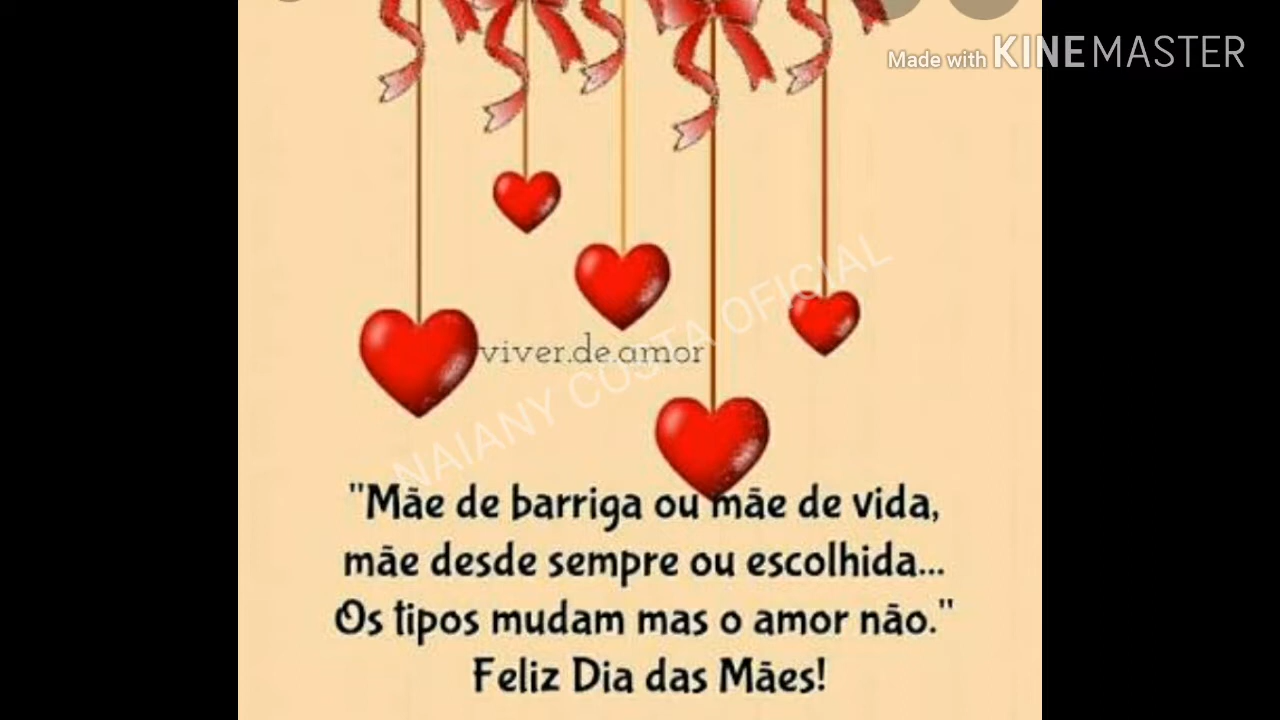 Made with KINEMASTER
viver.de.amor
NAIANY COSTA OFICIAL
"Mãe de barriga ou mãe de vida,
mãe desde sempre ou escolhida...
Os tipos mudam mas o amor não."
Feliz Dia das Mães!